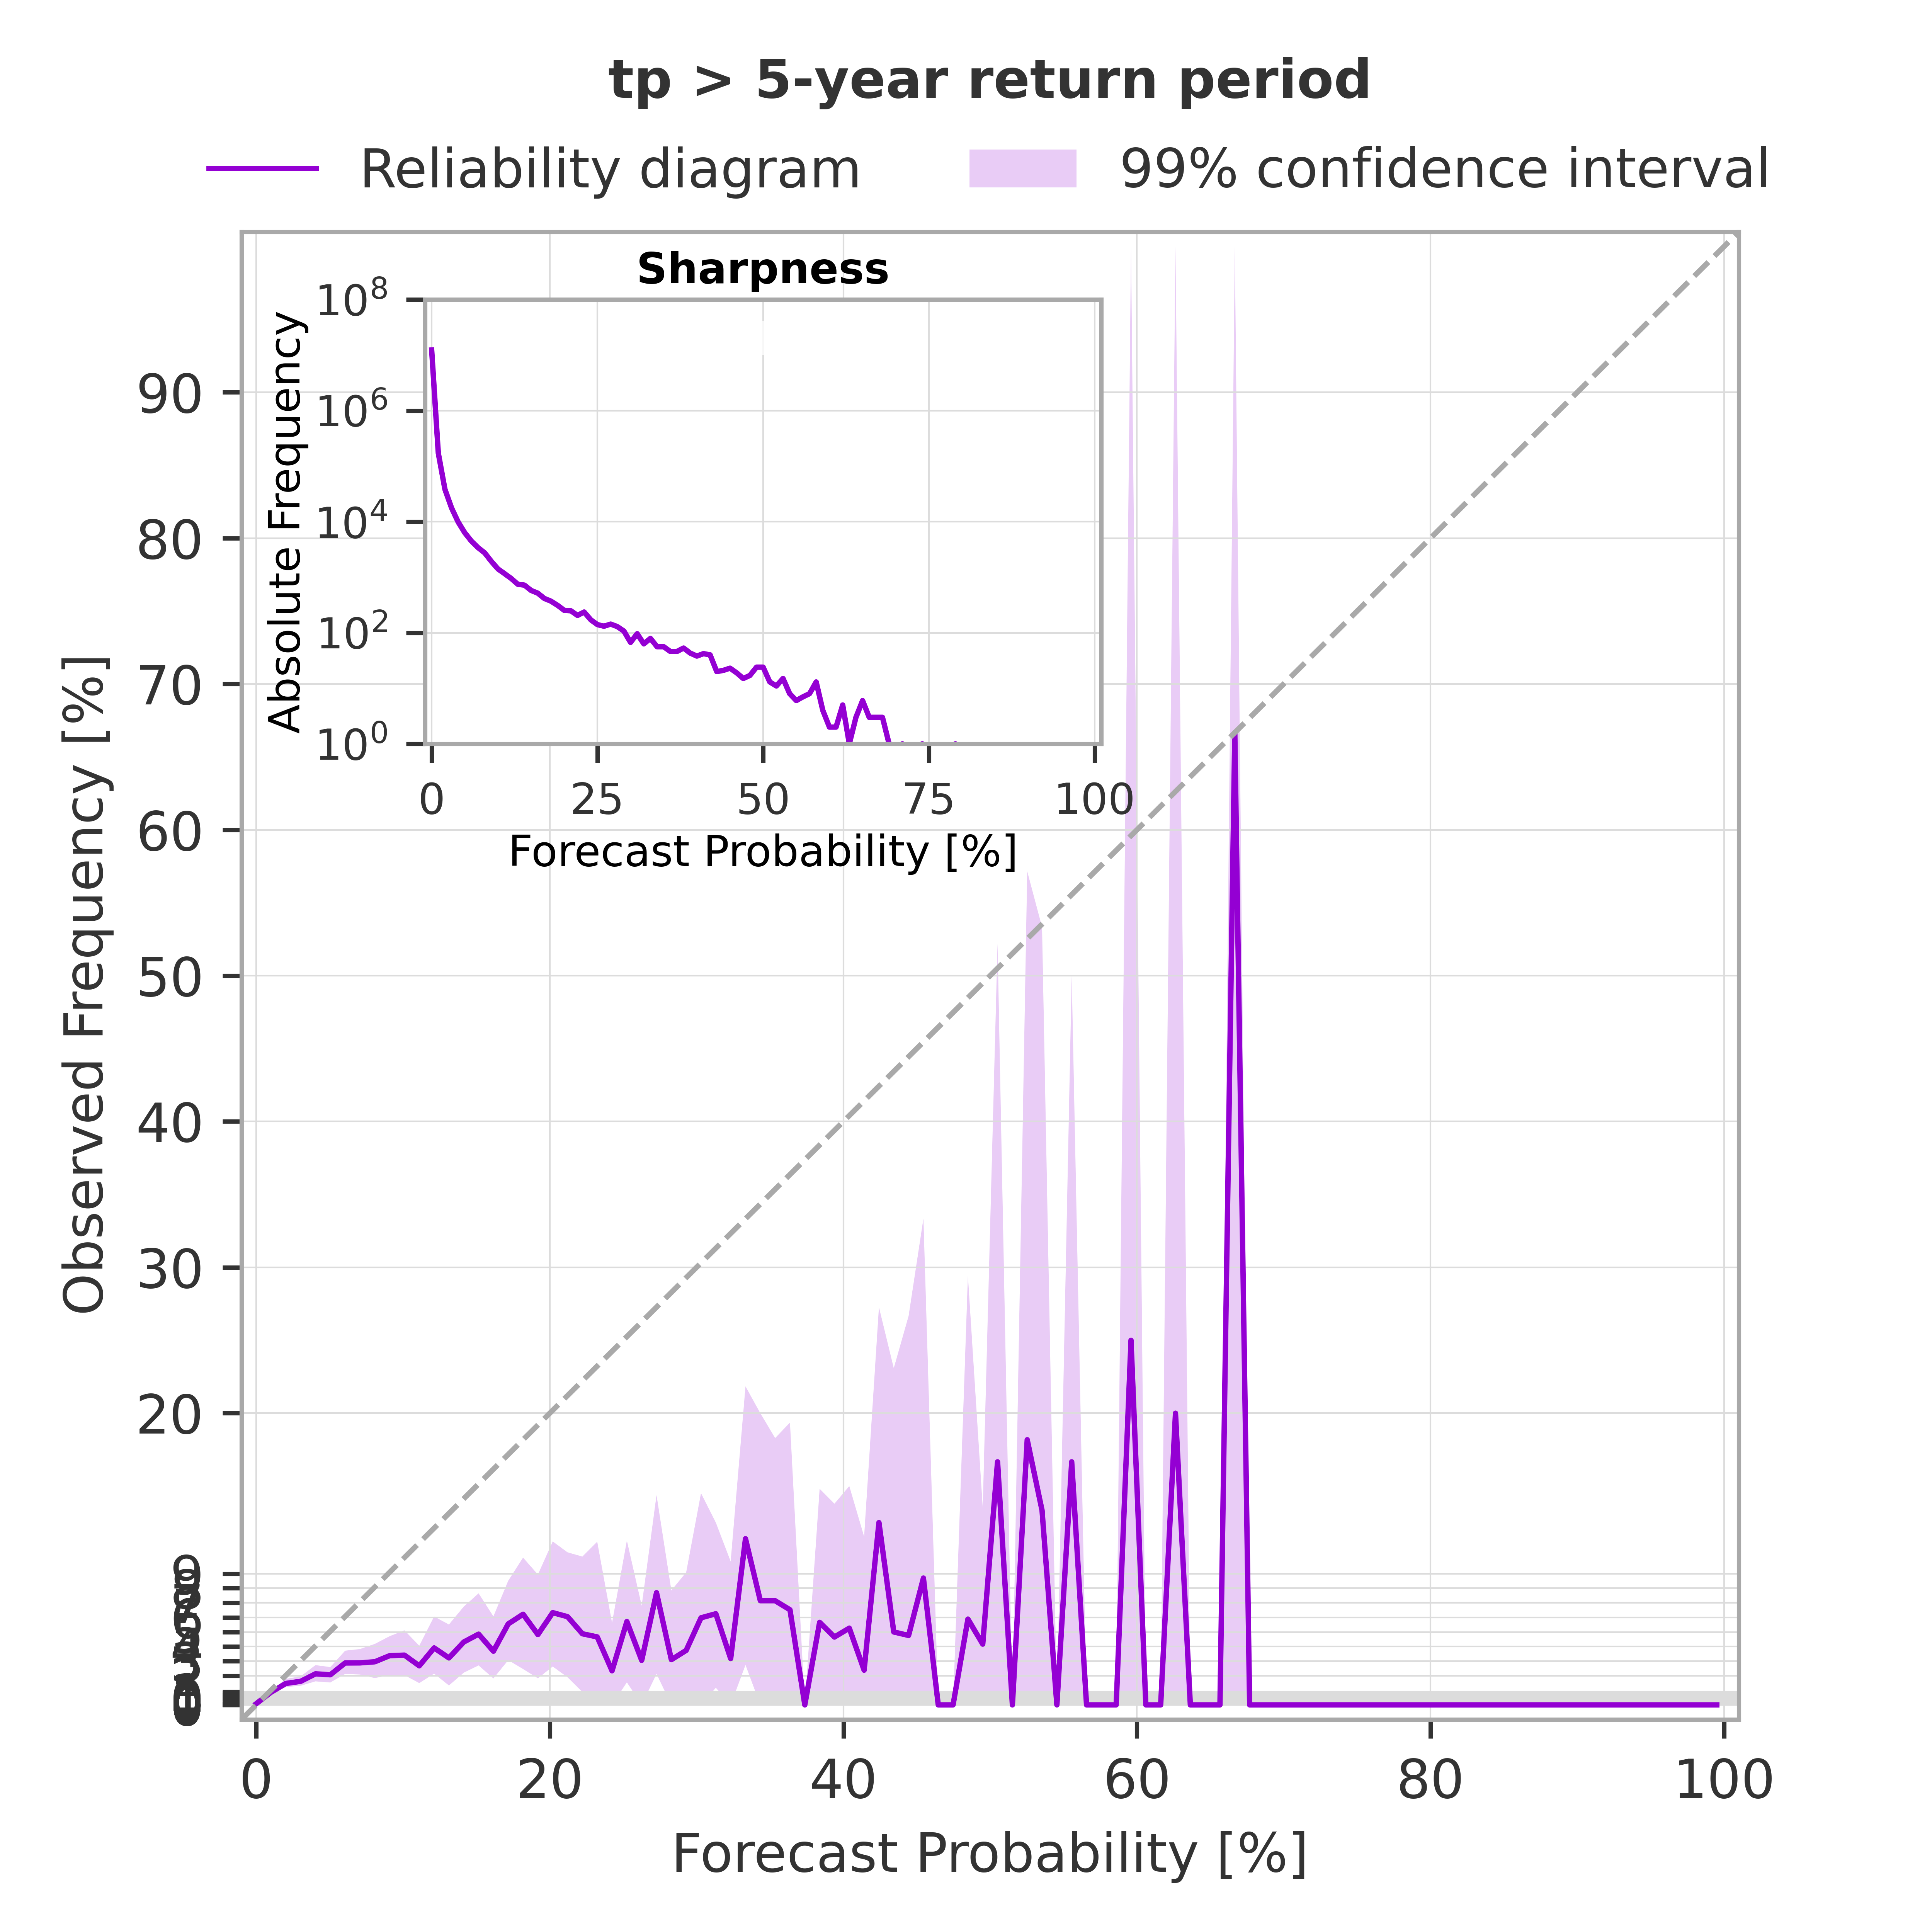 tp > 5-year return period
Reliability diagram
99% confidence interval
Sharpness
10^8
10^6
10^4
10^2
10^0
Absolute Frequency
0 25 50 75 100
Forecast Probability [%]
90
80
70
60
50
40
30
20
9
Observed Frequency [%]
0 20 40 60 80 100
Forecast Probability [%]